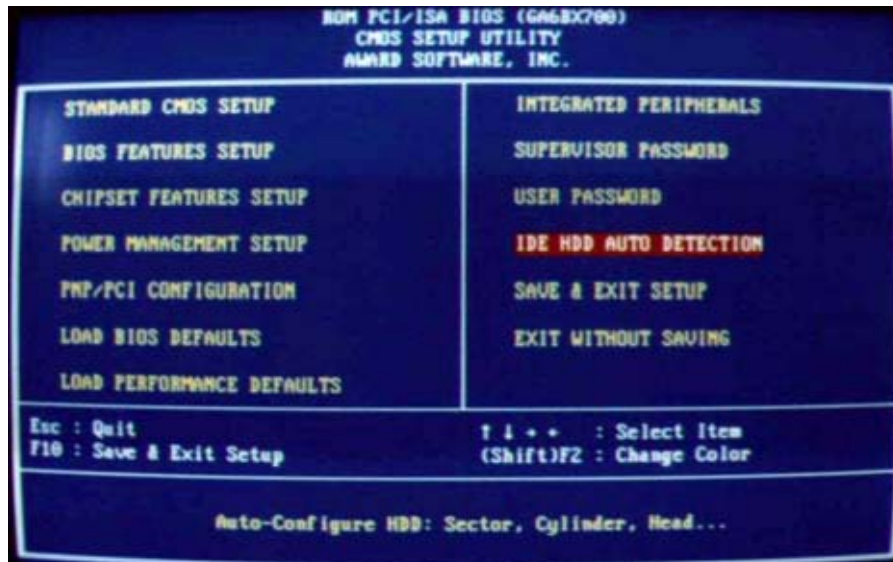 ROM PCI/ISA BIOS (GA6BX700)
CMOS SETUP UTILITY
AWARD SOFTWARE, INC.
STANDARD CMOS SETUP
BIOS FEATURES SETUP
CHIPSET FEATURES SETUP
POWER MANAGEMENT SETUP
PNP/PCI CONFIGURATION
LOAD BIOS DEFAULTS
LOAD PERFORMANCE DEFAULTS
INTEGRATED PERIPHERALS
SUPERVISOR PASSWORD
USER PASSWORD
IDE HDD AUTO DETECTION
SAVE & EXIT SETUP
EXIT WITHOUT SAVING
Esc : Quit
F10 : Save & Exit Setup
↑ ↓ → ← : Select Item
(Shift)F2 : Change Color
Auto-Configure HDD: Sector, Cylinder, Head...